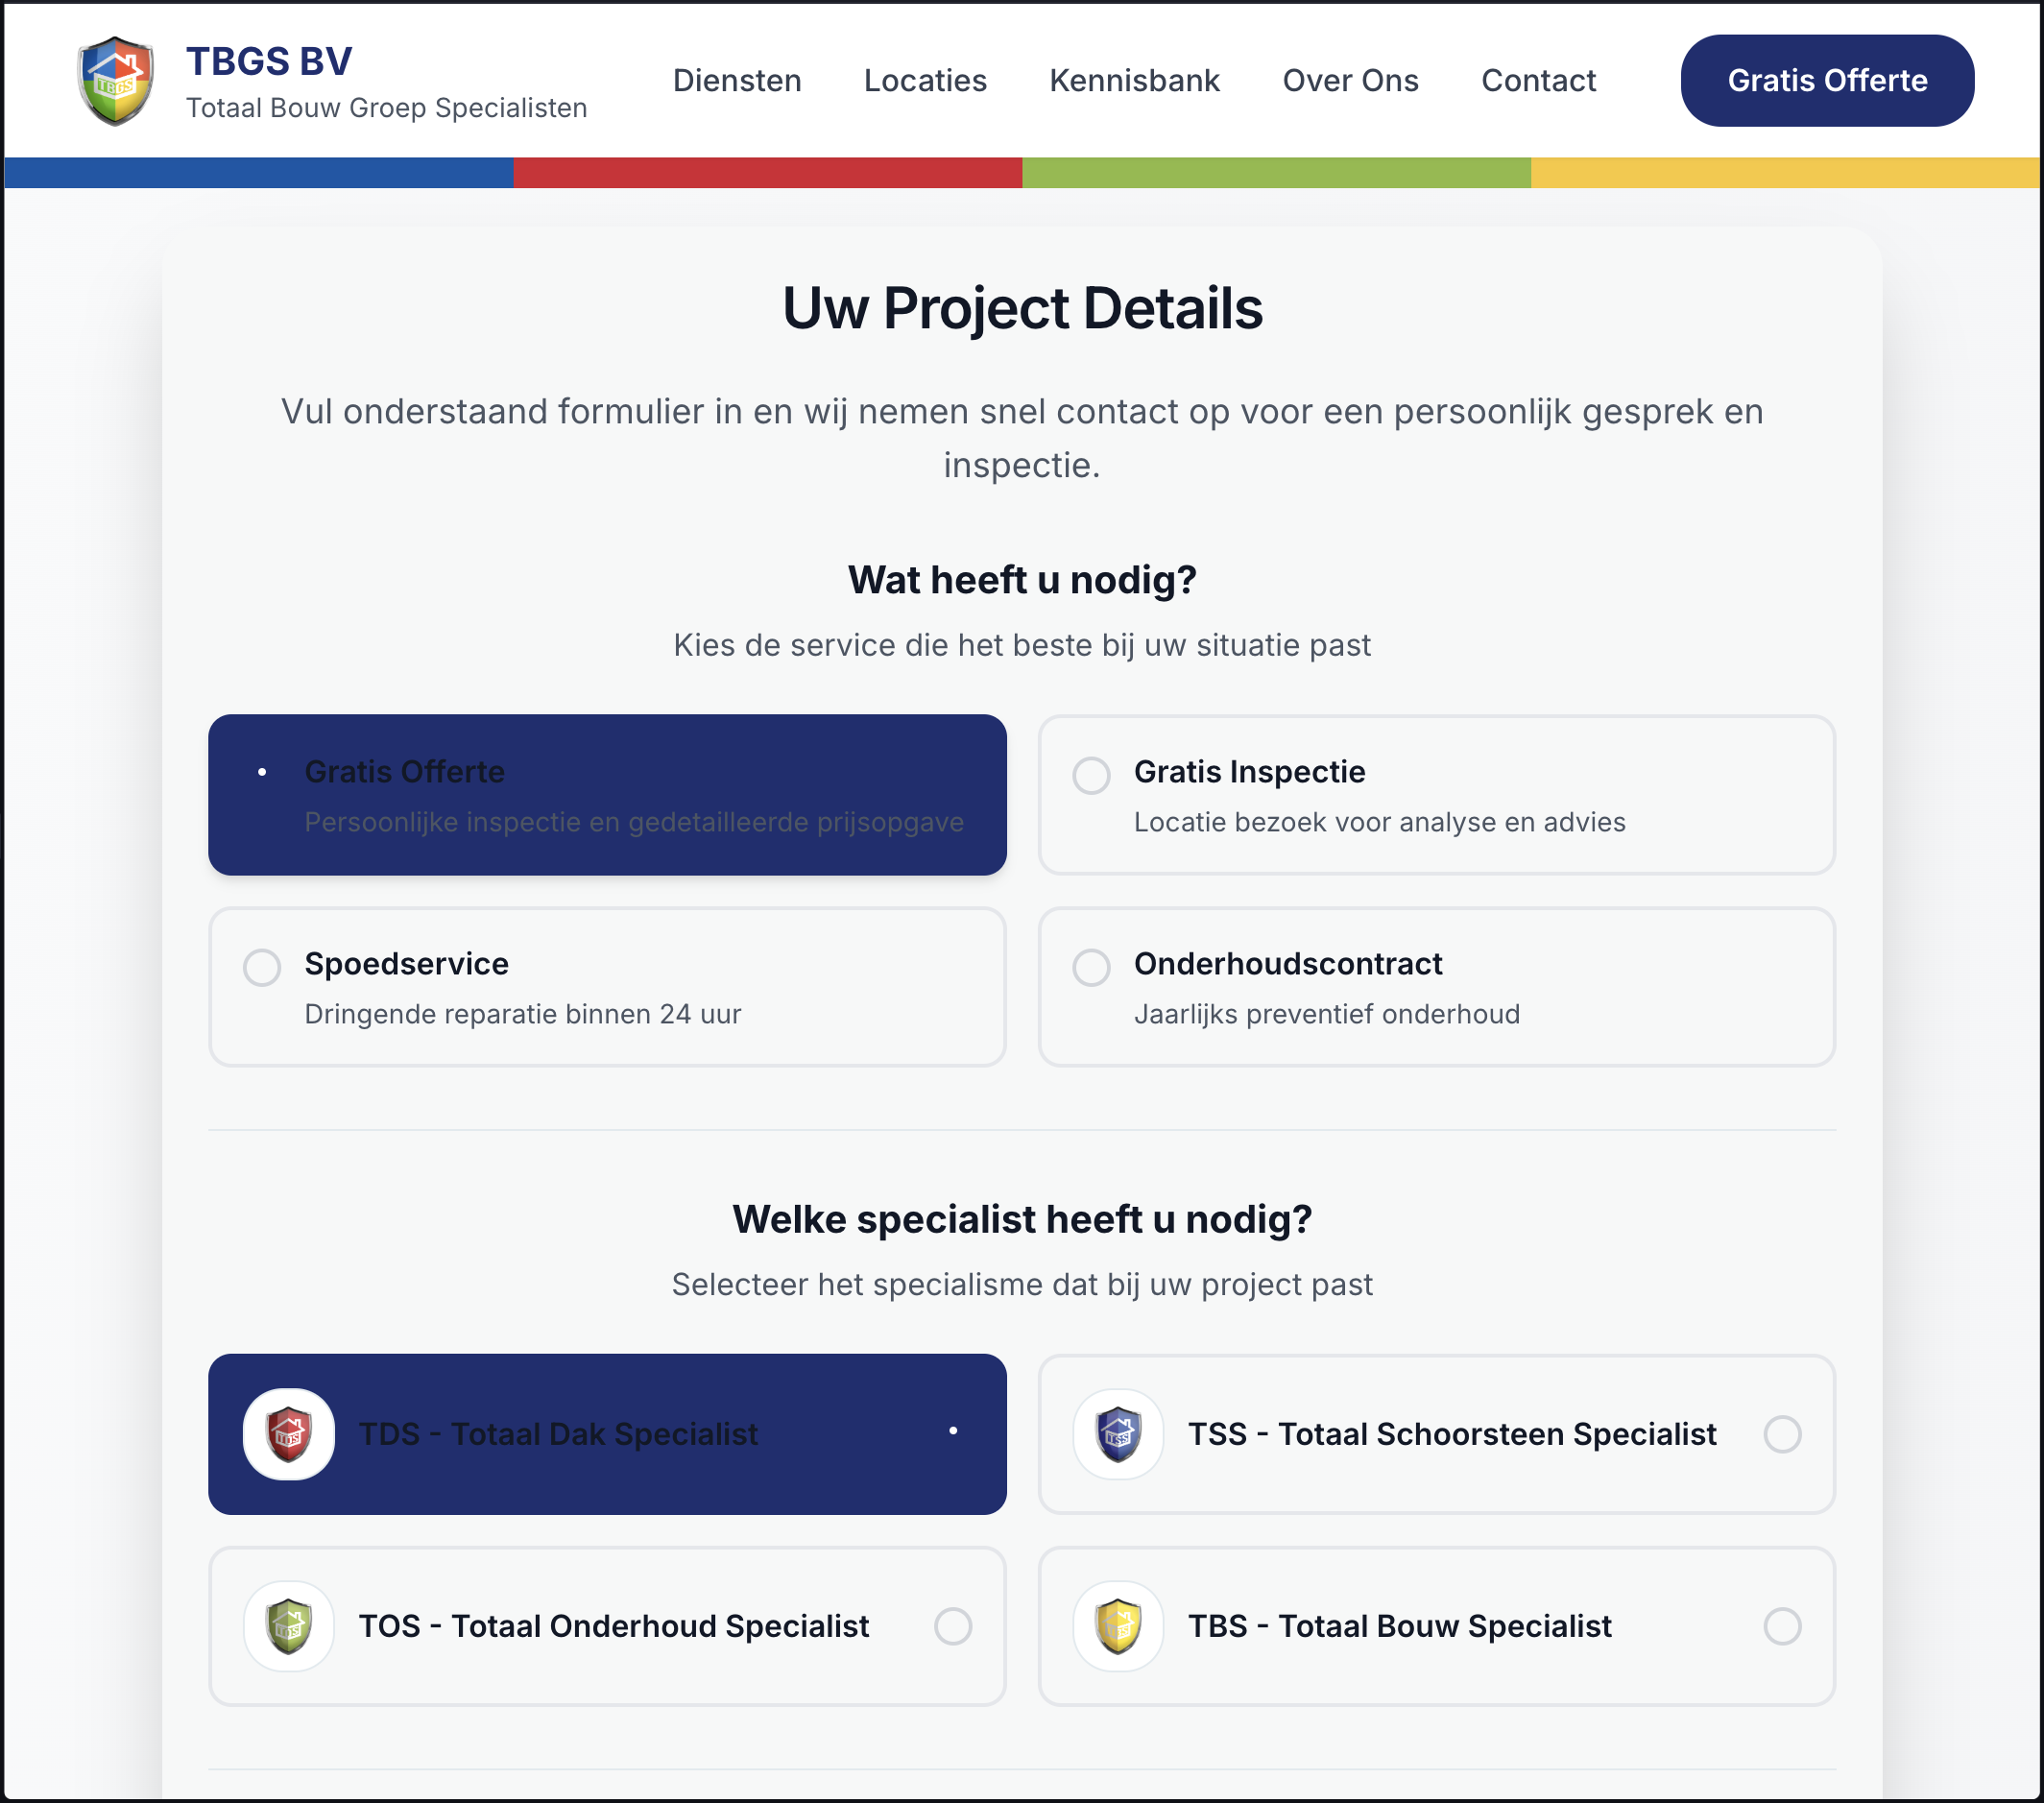 TBGS
TBGS BV
Totaal Bouw Groep Specialisten
Diensten
Locaties
Kennisbank
Over Ons
Contact
Gratis Offerte
Uw Project Details
Vul onderstaand formulier in en wij nemen snel contact op voor een persoonlijk gesprek en
inspectie.
Wat heeft u nodig?
Kies de service die het beste bij uw situatie past
Gratis Offerte
Persoonlijke inspectie en gedetailleerde prijsopgave
Gratis Inspectie
Locatie bezoek voor analyse en advies
Spoedservice
Dringende reparatie binnen 24 uur
Onderhoudscontract
Jaarlijks preventief onderhoud
Welke specialist heeft u nodig?
Selecteer het specialisme dat bij uw project past
TDS
TDS - Totaal Dak Specialist
TSS
TSS - Totaal Schoorsteen Specialist
TOS
TOS - Totaal Onderhoud Specialist
TBS - Totaal Bouw Specialist